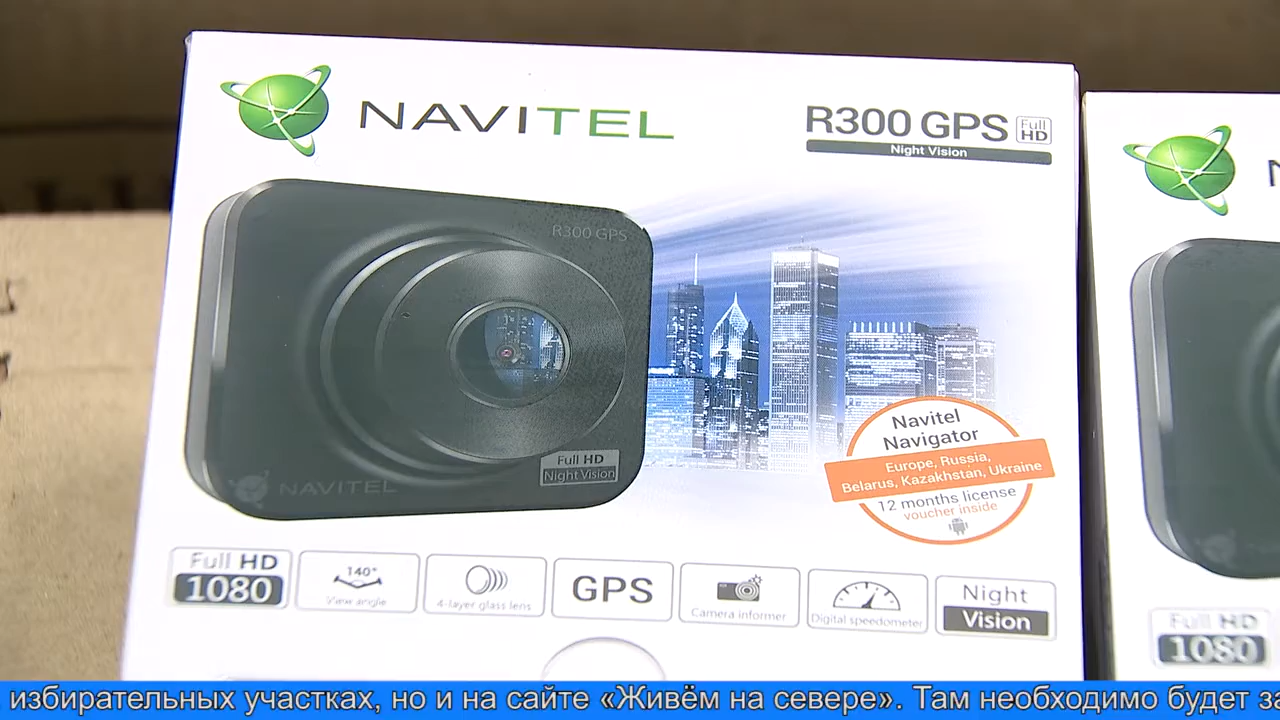 NAVITEL
R300 GPS Full HD
Night Vision
R300 GPS
Full HD
Night Vision
NAVITEL
Navitel
Navigator
Europe, Russia,
Belarus, Kazakhstan, Ukraine
12 months license
voucher inside
Full HD
1080
140°
View angle
4-layer glass lens
GPS
Camera informer
Digital speedometer
Night
Vision
Full HD
1080
избирательных участках, но и на сайте «Живём на севере». Там необходимо будет за